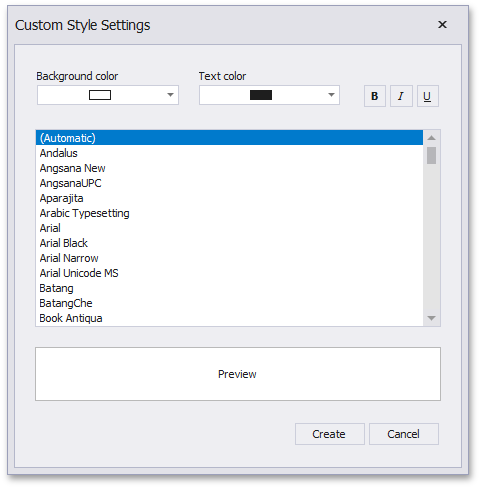 Custom Style Settings
Background color
Text color
B I U
(Automatic)
Andalus
Angsana New
AngsanaUPC
Aparajita
Arabic Typesetting
Arial
Arial Black
Arial Narrow
Arial Unicode MS
Batang
BatangChe
Book Antiqua
Preview
Create
Cancel